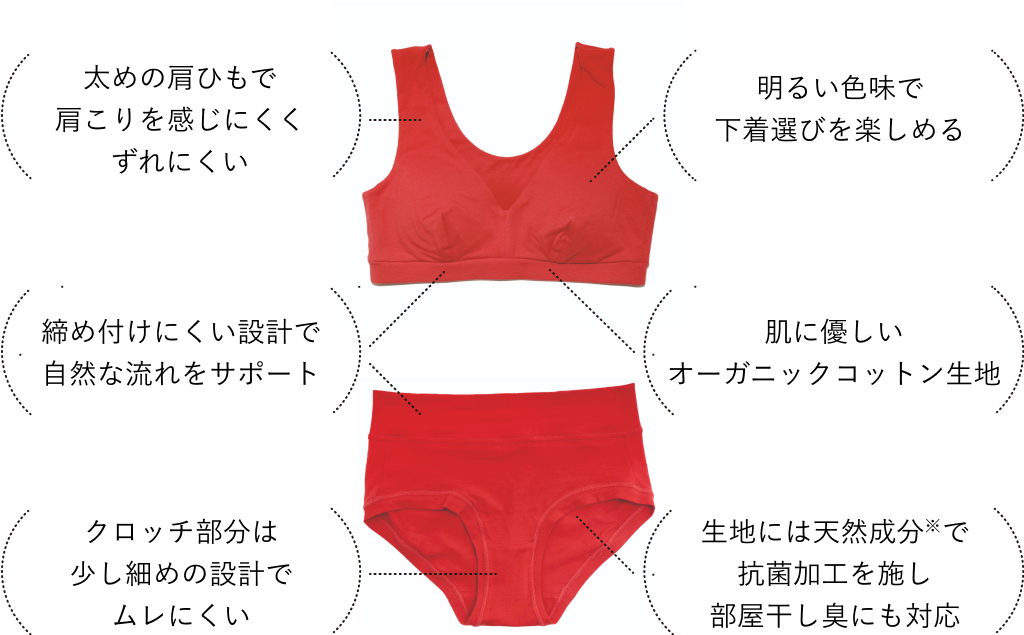 太めの肩ひもで
肩こりを感じにくく
ずれにくい
明るい色味で
下着選びを楽しめる
締め付けにくい設計で
自然な流れをサポート
肌に優しい
オーガニックコットン生地
クロッチ部分は
少し細めの設計で
ムレにくい
生地には天然成分※で
抗菌加工を施し
部屋干し臭にも対応